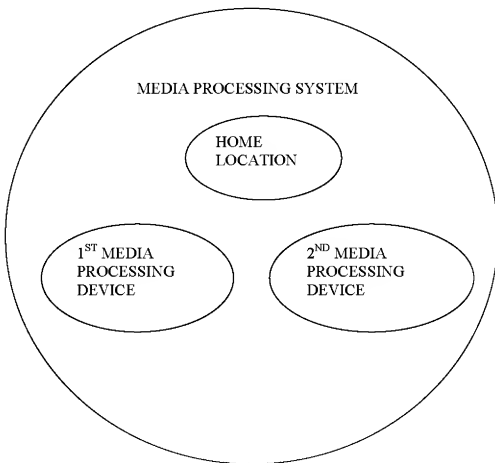 MEDIA PROCESSING SYSTEM
HOME
LOCATION
1ST MEDIA
PROCESSING
DEVICE
2ND MEDIA
PROCESSING
DEVICE